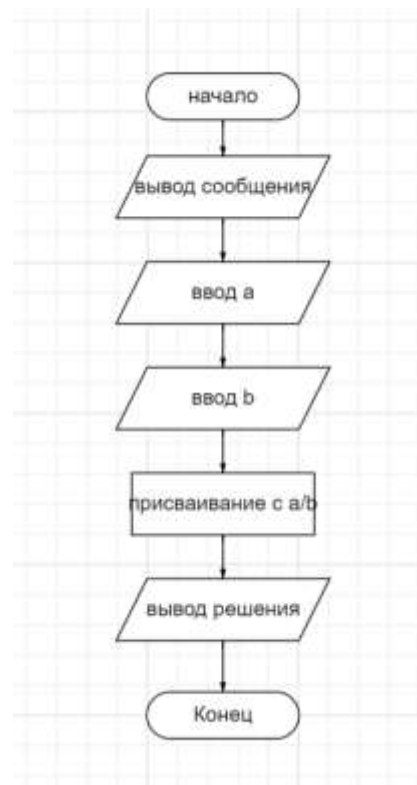 начало
вывод сообщения
ввод a
ввод b
присваивание с a/b
вывод решения
Конец